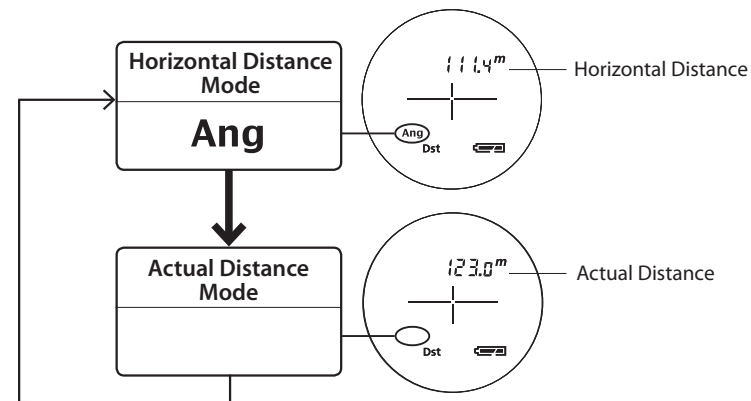 Horizontal Distance
Mode
Ang
111.4m
Horizontal Distance
Ang
Dst
Actual Distance
Mode
123.0m
Actual Distance
Dst